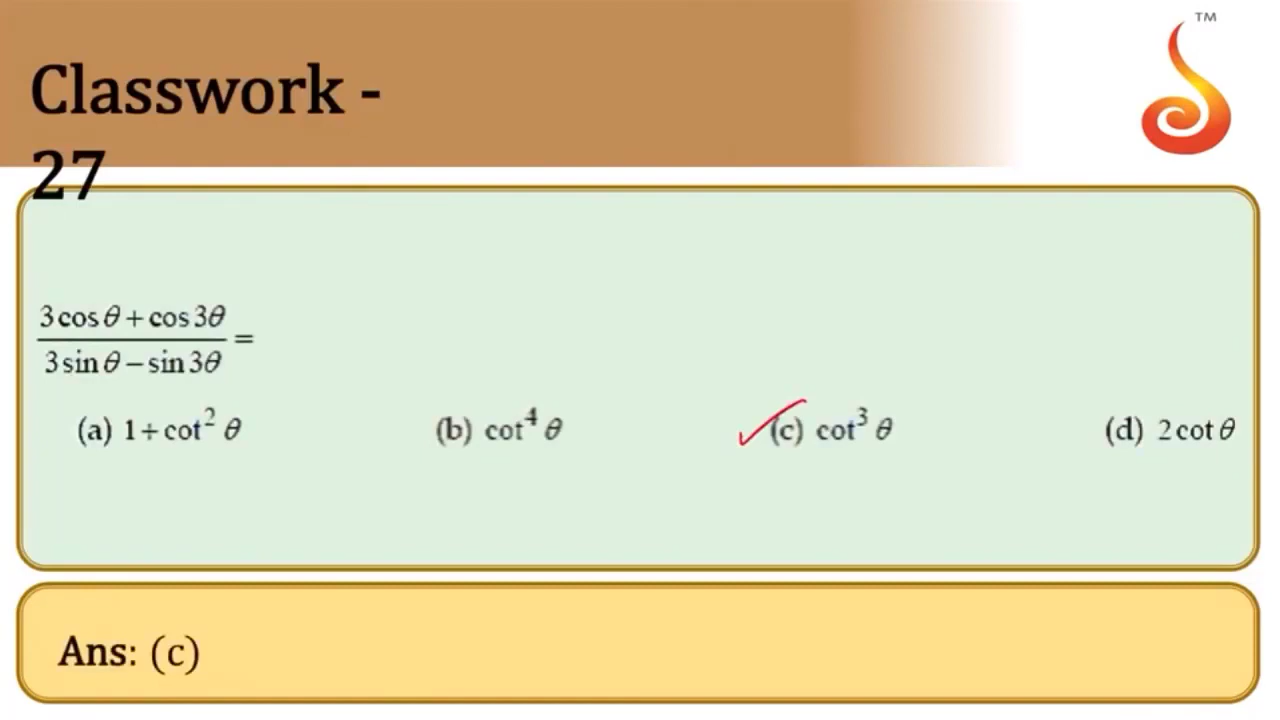 TM
Classwork -
27
3 cos θ + cos 3θ
3 sin θ − sin 3θ
=
(a) 1 + cot² θ (b) cot⁴ θ (c) cot³ θ (d) 2 cot θ
Ans: (c)